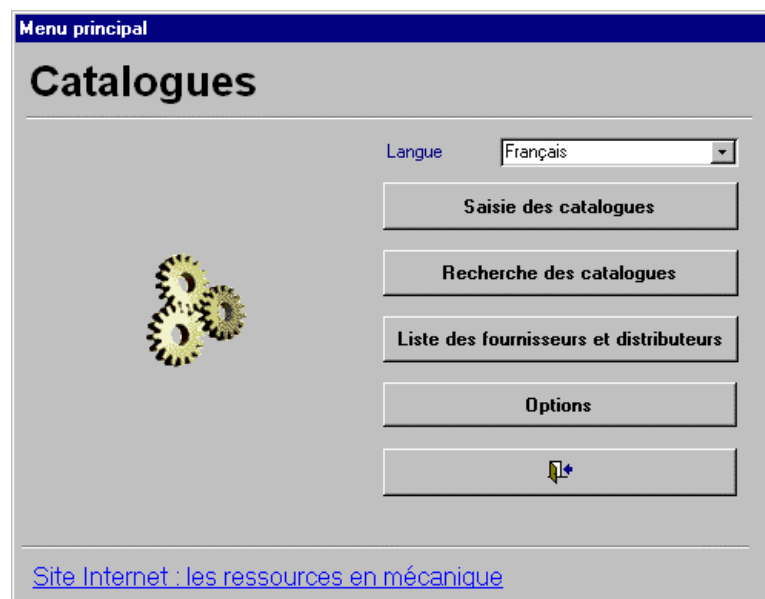 Menu principal
Catalogues
Langue Français
Saisie des catalogues
Recherche des catalogues
Liste des fournisseurs et distributeurs
Options
Site Internet : les ressources en mécanique